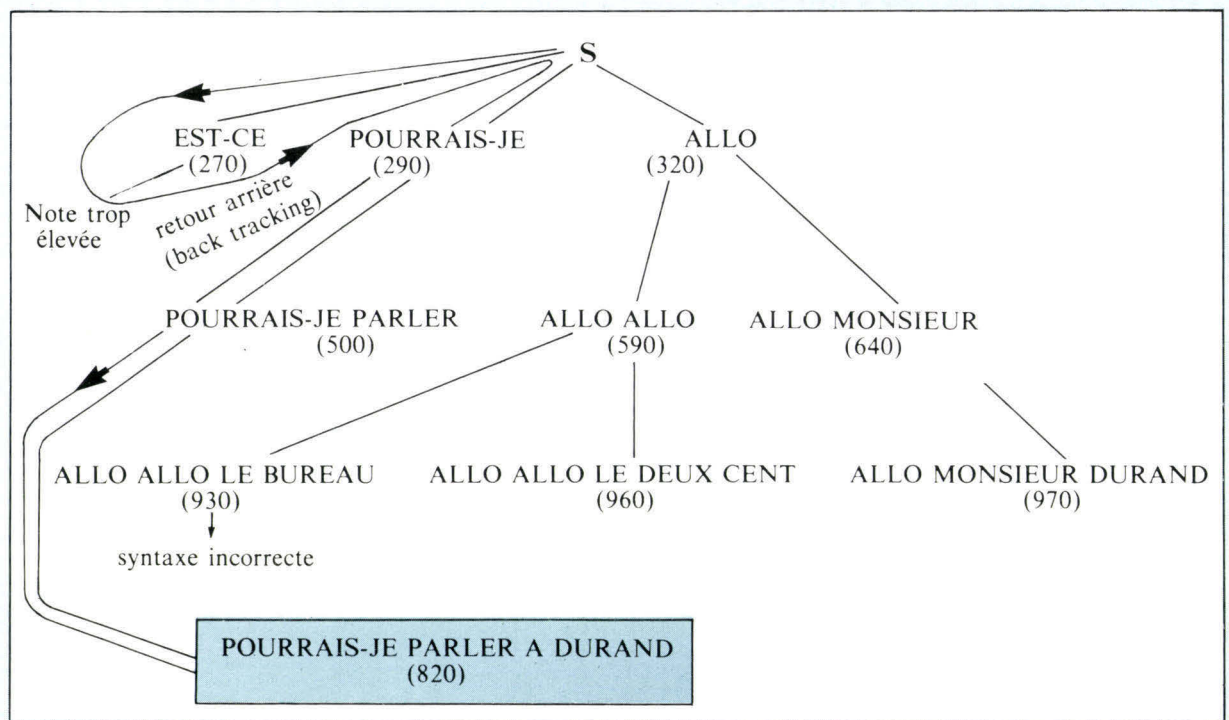 S
EST-CE
(270)
POURRAIS-JE
(290)
ALLO
(320)
Note trop
élevée
retour arrière
(back tracking)
POURRAIS-JE PARLER
(500)
ALLO ALLO
(590)
ALLO MONSIEUR
(640)
ALLO ALLO LE BUREAU
(930)
syntaxe incorrecte
ALLO ALLO LE DEUX CENT
(960)
ALLO MONSIEUR DURAND
(970)
POURRAIS-JE PARLER A DURAND
(820)